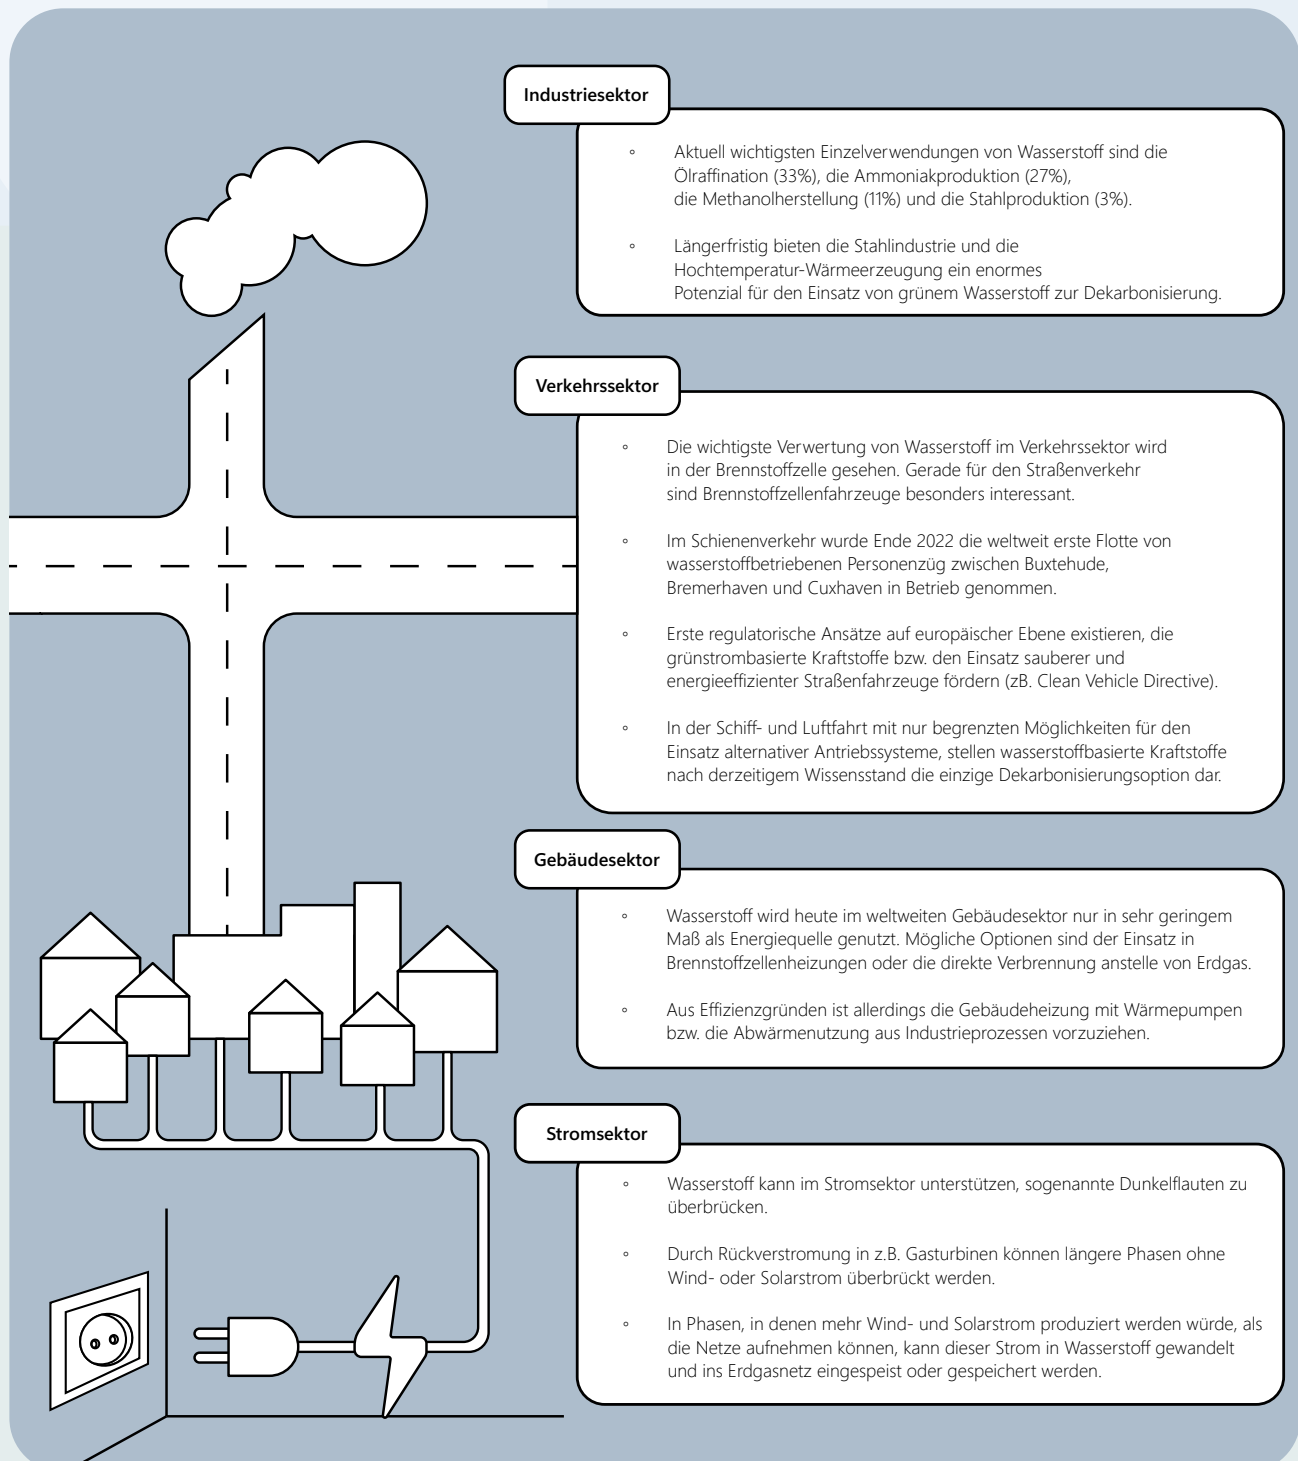 Industriesektor
◦ Aktuell wichtigsten Einzelverwendungen von Wasserstoff sind die
Ölraffination (33%), die Ammoniakproduktion (27%),
die Methanolherstellung (11%) und die Stahlproduktion (3%).
◦ Längerfristig bieten die Stahlindustrie und die
Hochtemperatur-Wärmeerzeugung ein enormes
Potenzial für den Einsatz von grünem Wasserstoff zur Dekarbonisierung.
Verkehrssektor
◦ Die wichtigste Verwertung von Wasserstoff im Verkehrssektor wird
in der Brennstoffzelle gesehen. Gerade für den Straßenverkehr
sind Brennstoffzellenfahrzeuge besonders interessant.
◦ Im Schienenverkehr wurde Ende 2022 die weltweit erste Flotte von
wasserstoffbetriebenen Personenzüg zwischen Buxtehude,
Bremerhaven und Cuxhaven in Betrieb genommen.
◦ Erste regulatorische Ansätze auf europäischer Ebene existieren, die
grünstrombasierte Kraftstoffe bzw. den Einsatz sauberer und
energieeffizienter Straßenfahrzeuge fördern (zB. Clean Vehicle Directive).
◦ In der Schiff- und Luftfahrt mit nur begrenzten Möglichkeiten für den
Einsatz alternativer Antriebssysteme, stellen wasserstoffbasierte Kraftstoffe
nach derzeitigem Wissensstand die einzige Dekarbonisierungsoption dar.
Gebäudesektor
◦ Wasserstoff wird heute im weltweiten Gebäudesektor nur in sehr geringem
Maß als Energiequelle genutzt. Mögliche Optionen sind der Einsatz in
Brennstoffzellenheizungen oder die direkte Verbrennung anstelle von Erdgas.
◦ Aus Effizienzgründen ist allerdings die Gebäudeheizung mit Wärmepumpen
bzw. die Abwärmenutzung aus Industrieprozessen vorzuziehen.
Stromsektor
◦ Wasserstoff kann im Stromsektor unterstützen, sogenannte Dunkelflauten zu
überbrücken.
◦ Durch Rückverstromung in z.B. Gasturbinen können längere Phasen ohne
Wind- oder Solarstrom überbrückt werden.
◦ In Phasen, in denen mehr Wind- und Solarstrom produziert werden würde, als
die Netze aufnehmen können, kann dieser Strom in Wasserstoff gewandelt
und ins Erdgasnetz eingespeist oder gespeichert werden.